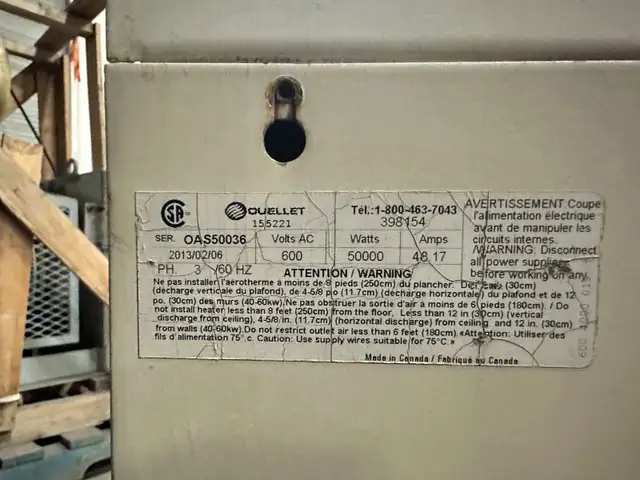 CSA OUELLET Tél.:1-800-463-7043
155221 398154
SER. OAS50036 Volts AC Watts Amps
2013/02/06 600 50000 48.17
PH. 3 /60 HZ
ATTENTION / WARNING
Ne pas installer l'aerotherme à moins de 8 pieds (250cm) du plancher. (30cm)
(décharge verticale du plafond), de 4-5/8 po (11.7cm) (decharge horizontale) du plafond et de 12
po. (30cm) des murs (40-60kw).Ne pas obstruer la sortie d'air à moins de 6 pieds (180cm). / Do
not install heater less than 8 feet (250cm) from the floor, Less than 12 in (30cm) (vertical
discharge from ceiling), 4-5/8 in. (11.7cm) (horizontal discharge) from ceiling and 12 in. (30cm)
from walls (40-60kw).Do not restrict outlet air less than 6 feet (180cm). «Attention: Utiliser des
fils d'alimentation 75° c. Caution: Use supply wires suitable for 75°C.»
Made in Canada / Fabriqué au Canada
AVERTISSEMENT.Coupe
l'alimentation électrique
avant de manipuler les
circuits internes.
/WARNING: Disconnect
all power supplies
before working on any